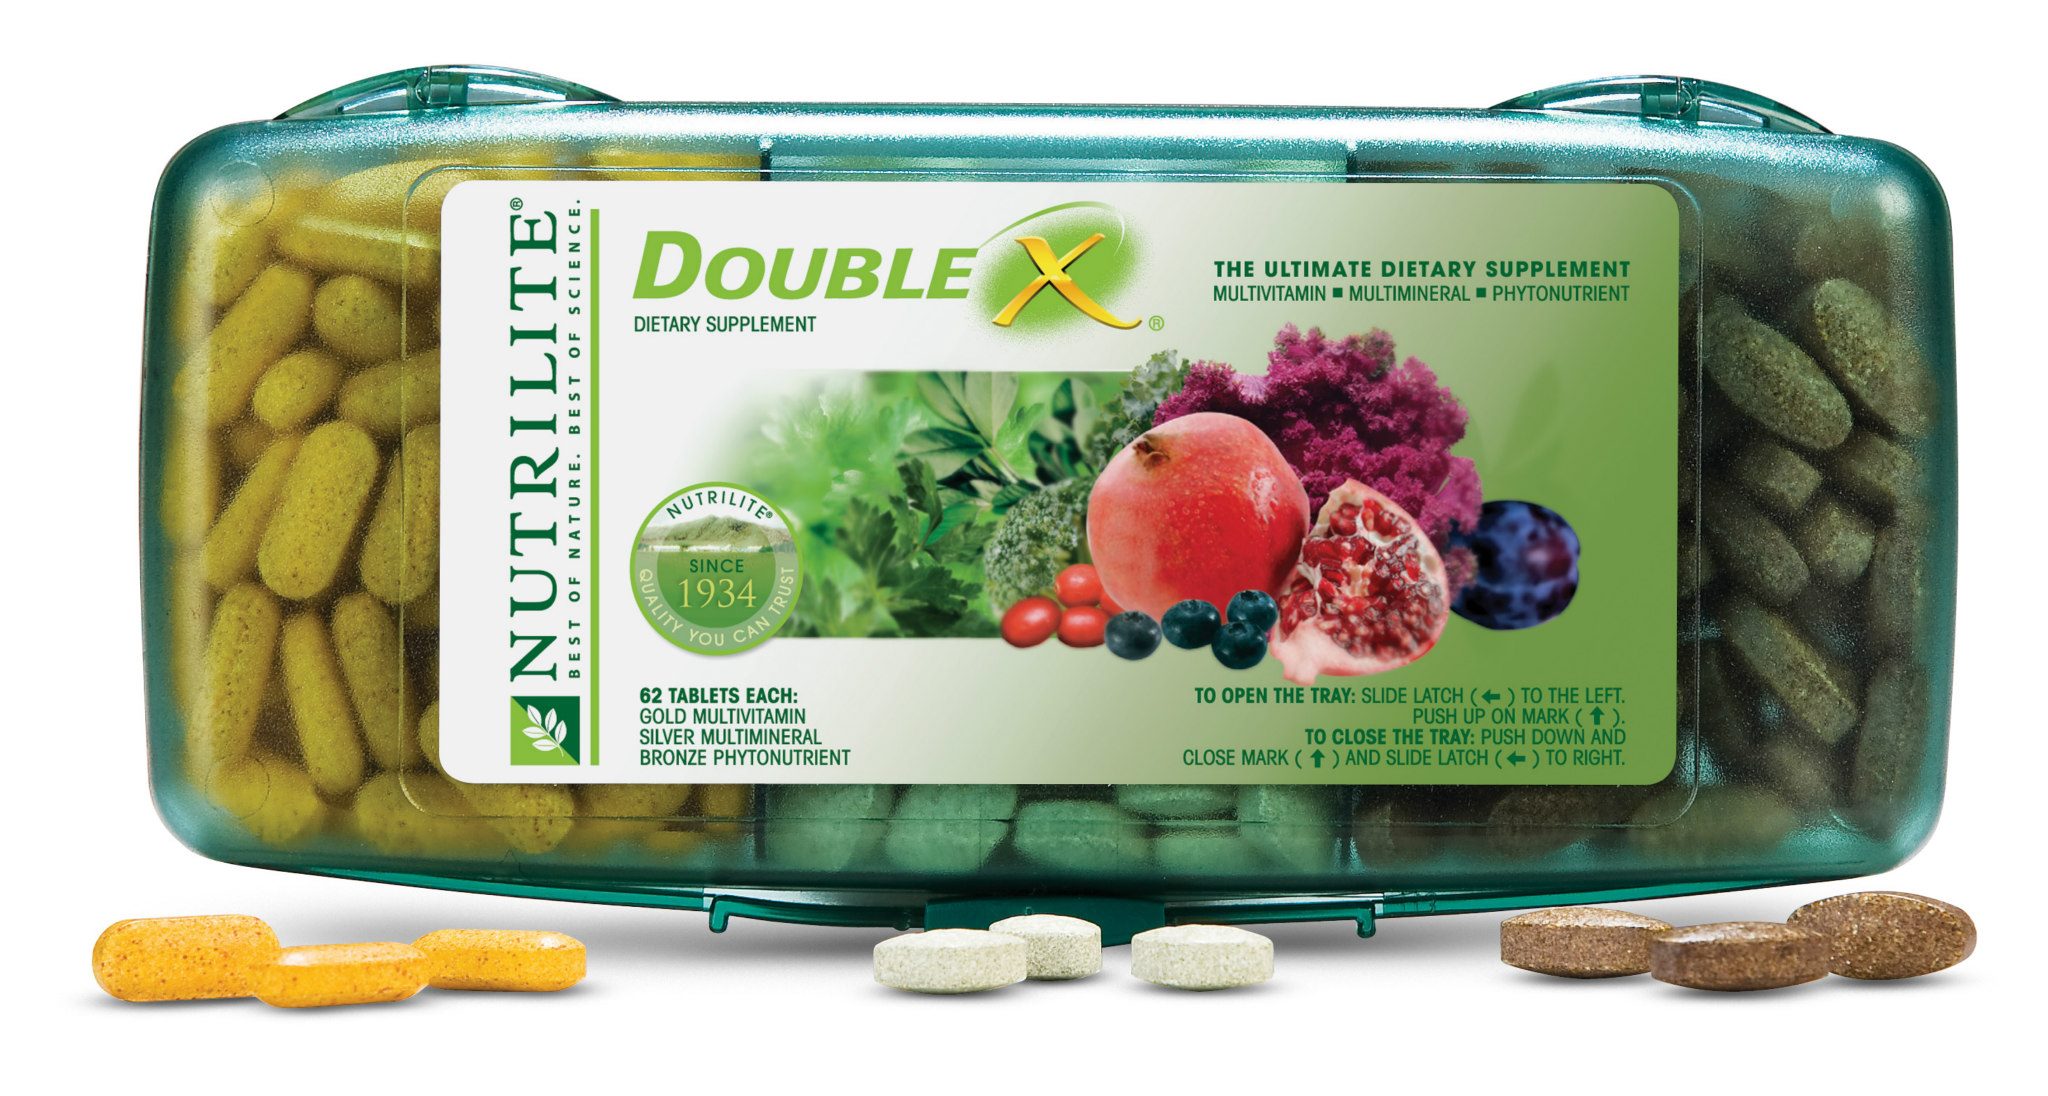 NUTRILITE®
BEST OF NATURE. BEST OF SCIENCE.
DOUBLE X®
DIETARY SUPPLEMENT
THE ULTIMATE DIETARY SUPPLEMENT
MULTIVITAMIN ■ MULTIMINERAL ■ PHYTONUTRIENT
NUTRILITE®
SINCE
1934
QUALITY YOU CAN TRUST
62 TABLETS EACH:
GOLD MULTIVITAMIN
SILVER MULTIMINERAL
BRONZE PHYTONUTRIENT
TO OPEN THE TRAY: SLIDE LATCH (←) TO THE LEFT.
PUSH UP ON MARK (↑).
TO CLOSE THE TRAY: PUSH DOWN AND
CLOSE MARK (↑) AND SLIDE LATCH (←) TO RIGHT.